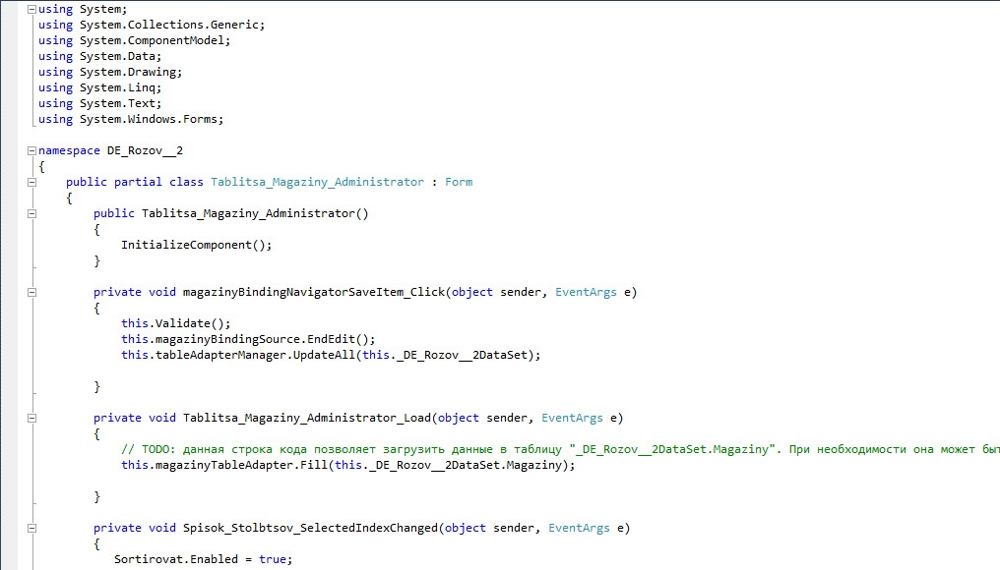 using System;
using System.Collections.Generic;
using System.ComponentModel;
using System.Data;
using System.Drawing;
using System.Linq;
using System.Text;
using System.Windows.Forms;
namespace DE_Rozov__2
{
public partial class Tablitsa_Magaziny_Administrator : Form
{
public Tablitsa_Magaziny_Administrator()
{
InitializeComponent();
}
private void magazinyBindingNavigatorSaveItem_Click(object sender, EventArgs e)
{
this.Validate();
this.magazinyBindingSource.EndEdit();
this.tableAdapterManager.UpdateAll(this._DE_Rozov__2DataSet);
}
private void Tablitsa_Magaziny_Administrator_Load(object sender, EventArgs e)
{
// TODO: данная строка кода позволяет загрузить данные в таблицу "_DE_Rozov__2DataSet.Magaziny". При необходимости она может быт
this.magazinyTableAdapter.Fill(this._DE_Rozov__2DataSet.Magaziny);
}
private void Spisok_Stolbtsov_SelectedIndexChanged(object sender, EventArgs e)
{
Sortirovat.Enabled = true;